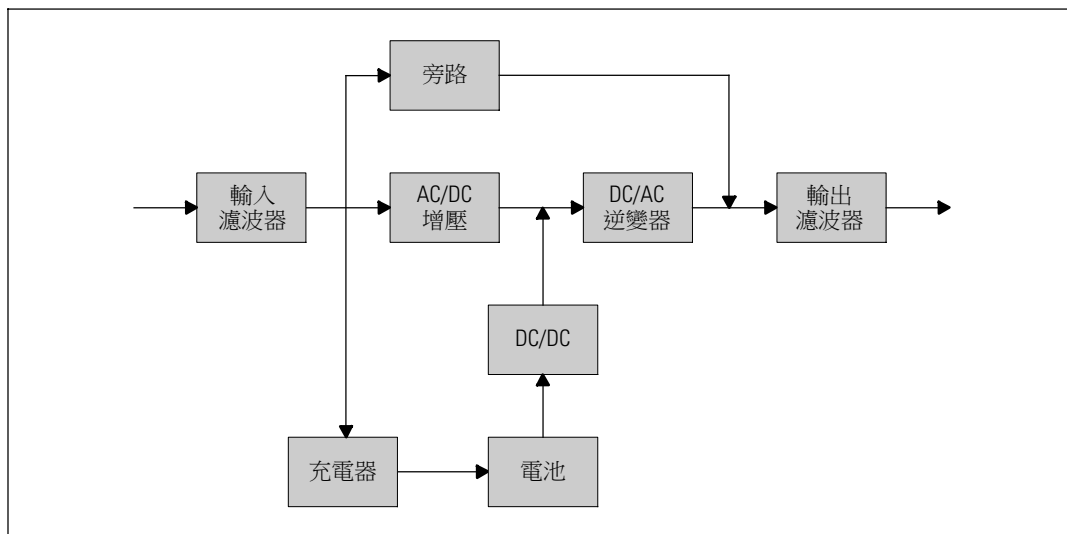 旁路
輸入
濾波器
AC/DC
增壓
DC/AC
逆變器
輸出
濾波器
DC/DC
充電器
電池